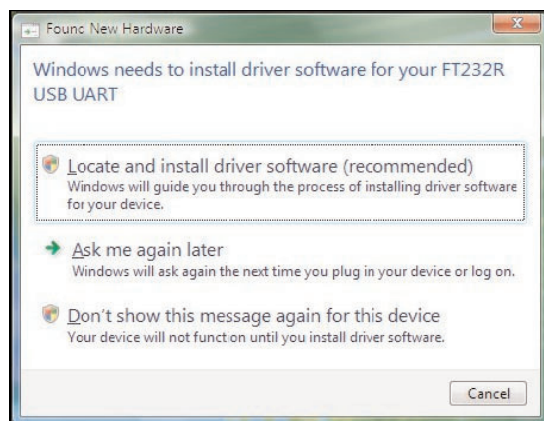 Founc New Hardware
Windows needs to install driver software for your FT232R
USB UART
Locate and install driver software (recommended)
Windows will guide you through the process of installing driver software
for your device.
Ask me again later
Windows will ask again the next time you plug in your device or log on.
Don't show this message again for this device
Your device will not funct on until you install driver software.
Cancel